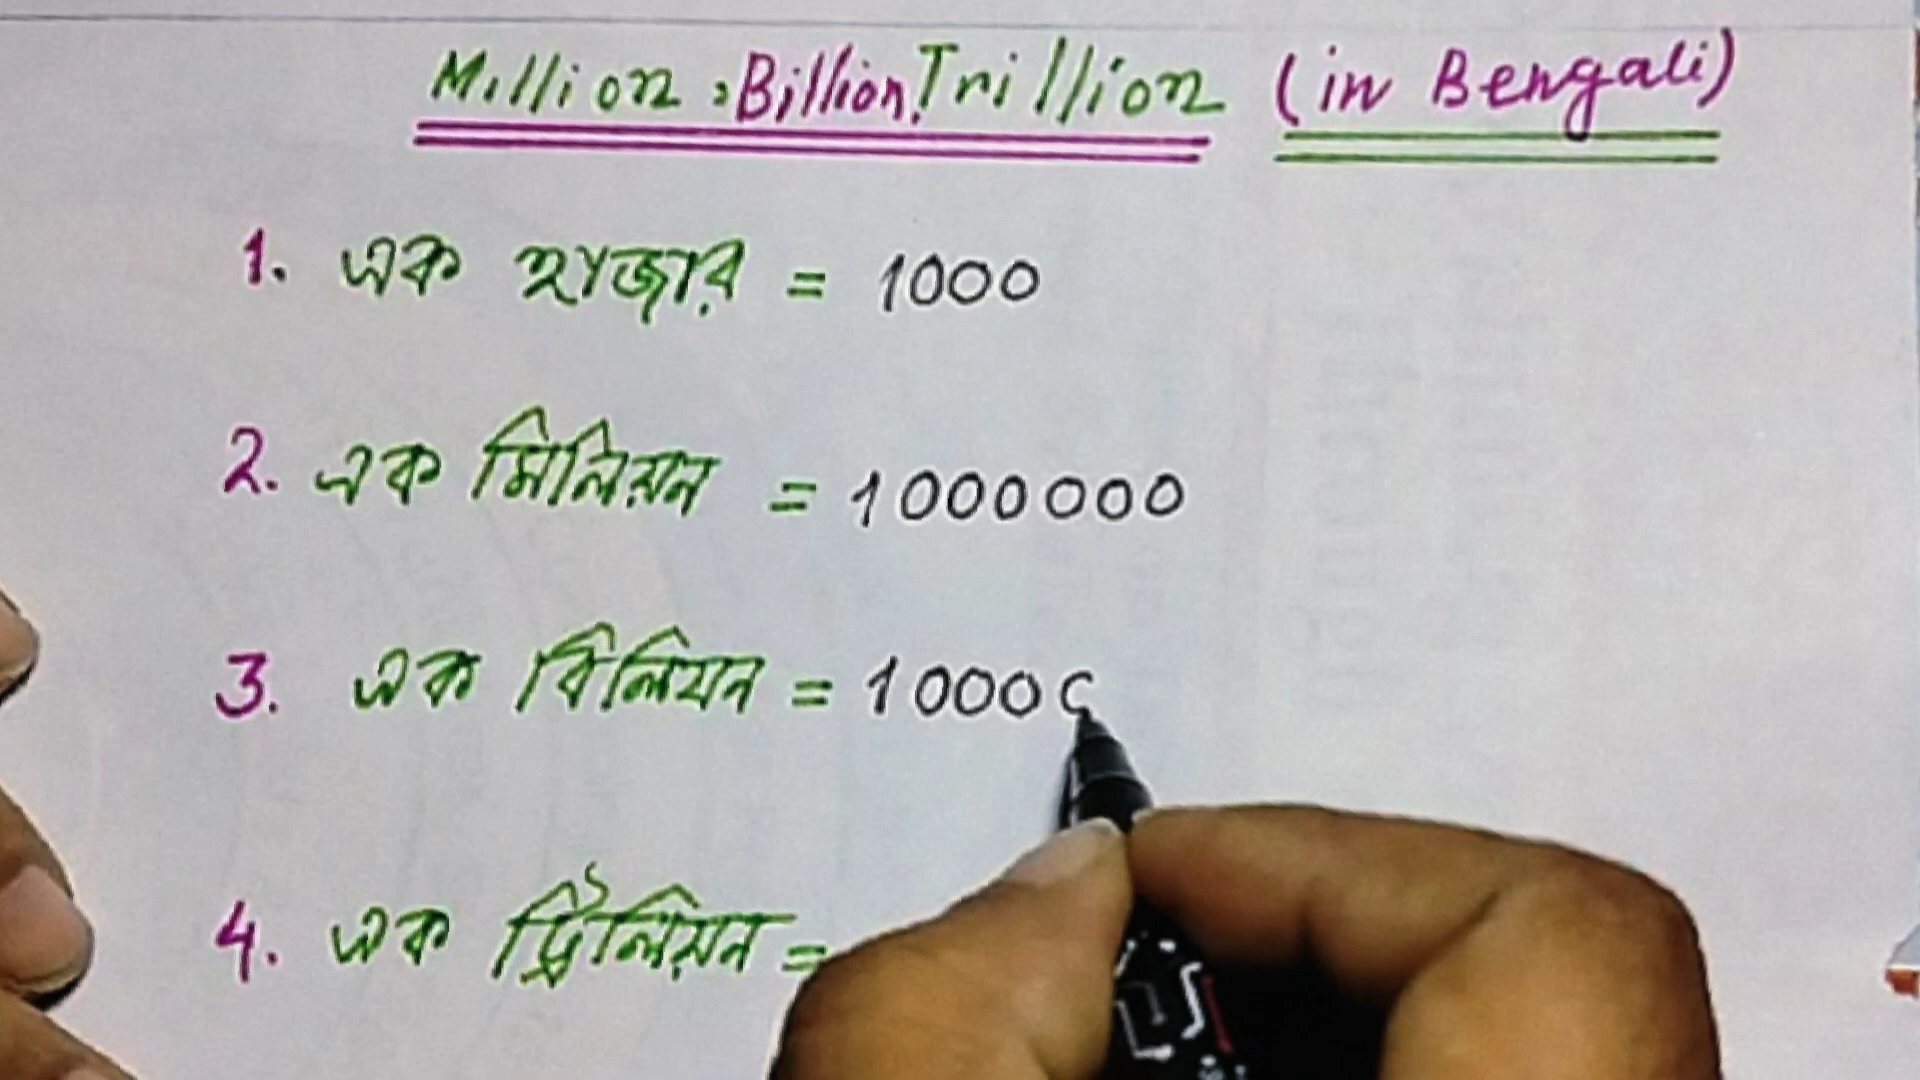 Million, Billion, Trillion (in Bengali)
1. এক হাজার = 1000
2. এক মিলিয়ন = 1000000
3. এক বিলিয়ন = 1000
4. এক ট্রিলিয়ন =